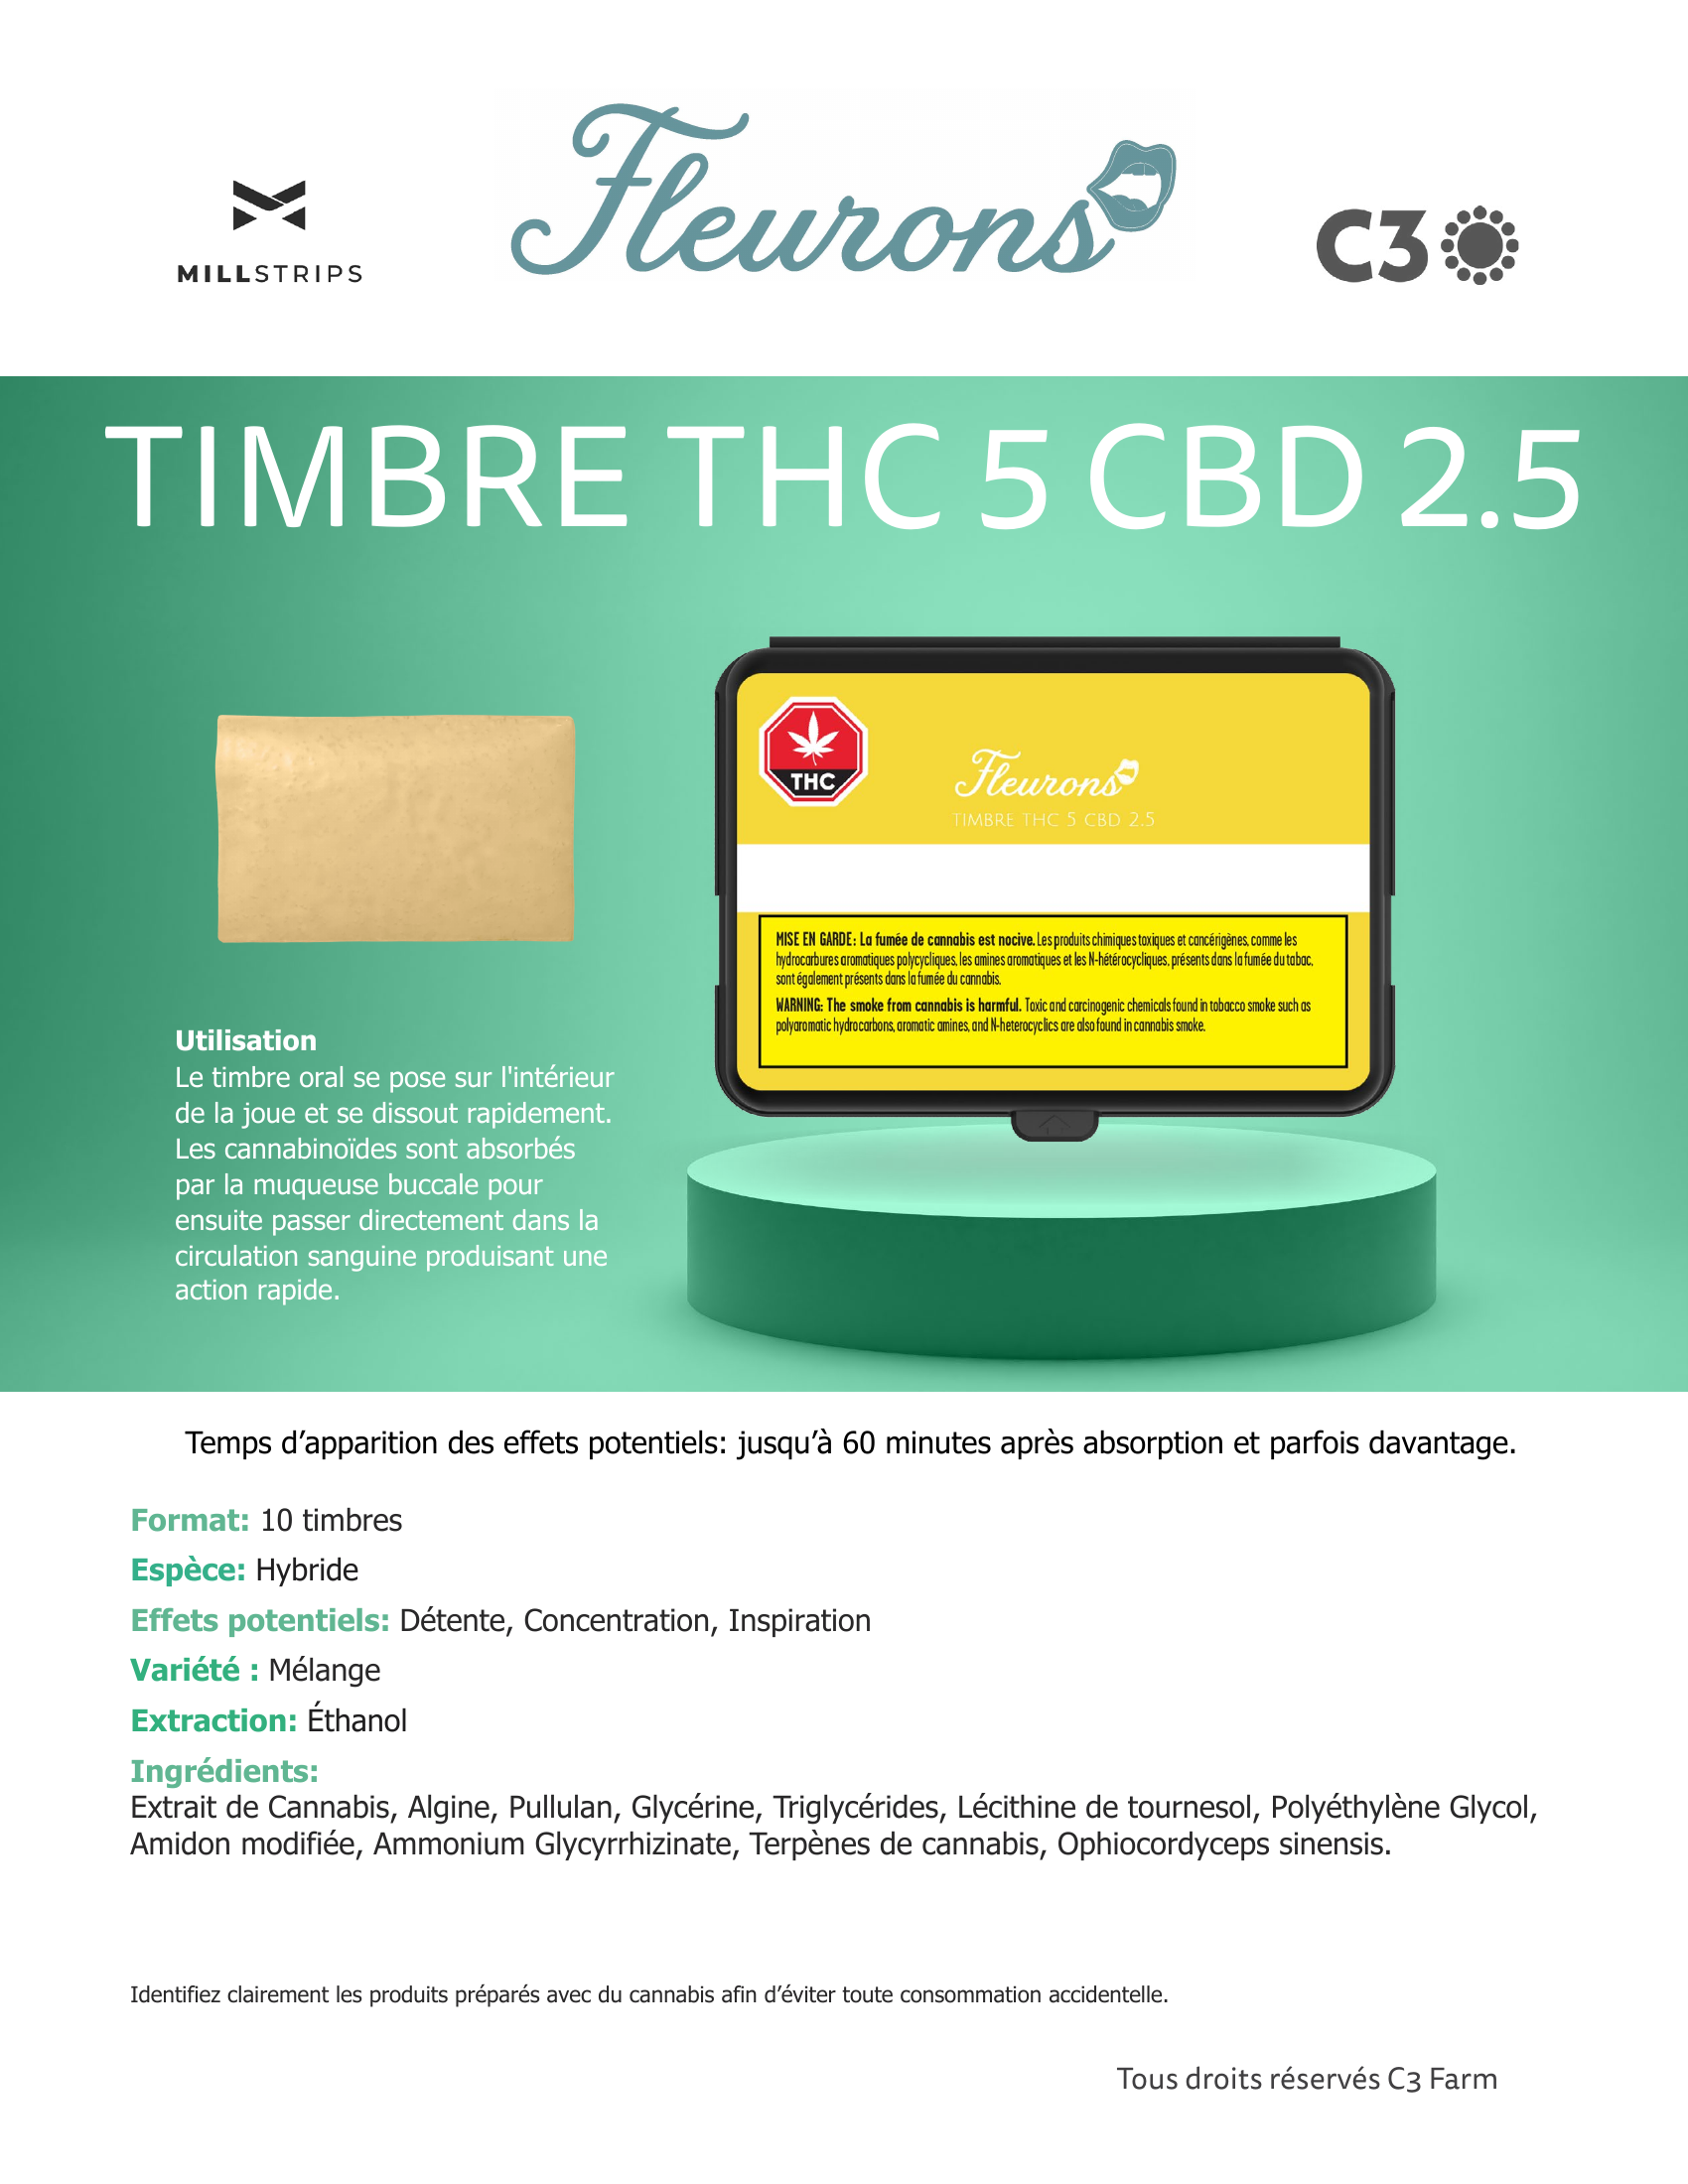 MILLSTRIPS
Fleurons
C3
TIMBRE THC 5 CBD 2.5
THC
Fleurons
TIMBRE THC 5 CBD 2.5
MISE EN GARDE: La fumée de cannabis est nocive. Les produits chimiques toxiques et cancérigènes, comme les
hydrocarbures aromatiques polycycliques, les amines aromatiques et les N-hétérocycliques, présents dans la fumée du tabac,
sont également présents dans la fumée du cannabis.
WARNING: The smoke from cannabis is harmful. Toxic and carcinogenic chemicals found in tobacco smoke such as
polyaromatic hydrocarbons, aromatic amines, and N-heterocyclics are also found in cannabis smoke.
Utilisation
Le timbre oral se pose sur l'intérieur
de la joue et se dissout rapidement.
Les cannabinoïdes sont absorbés
par la muqueuse buccale pour
ensuite passer directement dans la
circulation sanguine produisant une
action rapide.
Temps d’apparition des effets potentiels: jusqu’à 60 minutes après absorption et parfois davantage.
Format: 10 timbres
Espèce: Hybride
Effets potentiels: Détente, Concentration, Inspiration
Variété : Mélange
Extraction: Éthanol
Ingrédients:
Extrait de Cannabis, Algine, Pullulan, Glycérine, Triglycérides, Lécithine de tournesol, Polyéthylène Glycol,
Amidon modifiée, Ammonium Glycyrrhizinate, Terpènes de cannabis, Ophiocordyceps sinensis.
Identifiez clairement les produits préparés avec du cannabis afin d’éviter toute consommation accidentelle.
Tous droits réservés C3 Farm